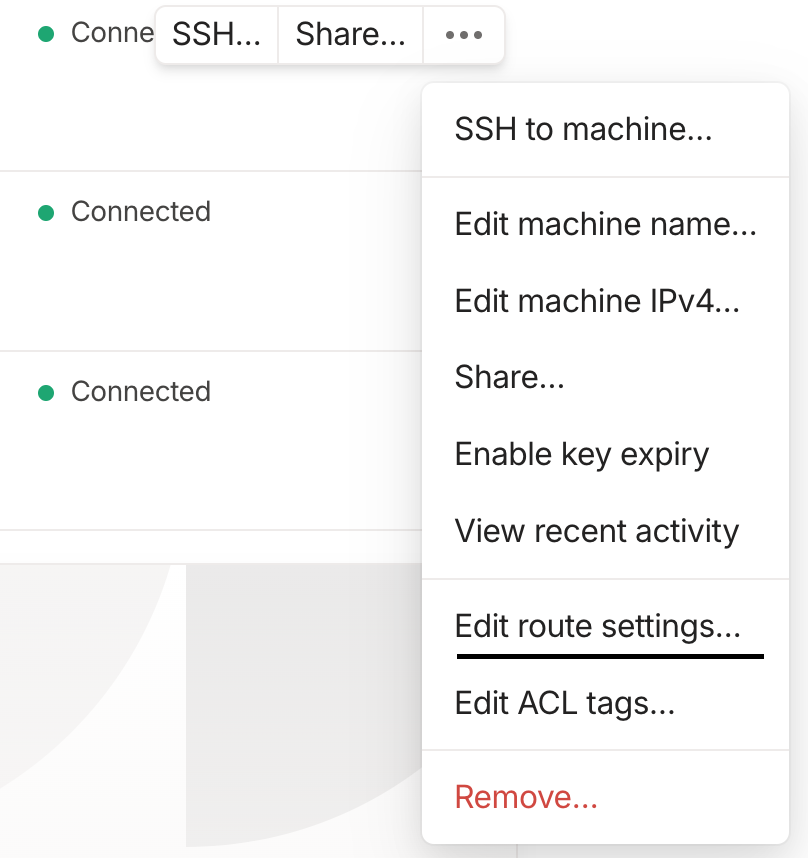 Conne
SSH...
Share...
SSH to machine...
Connected
Edit machine name...
Edit machine IPv4...
Share...
Connected
Enable key expiry
View recent activity
Edit route settings...
Edit ACL tags...
Remove...